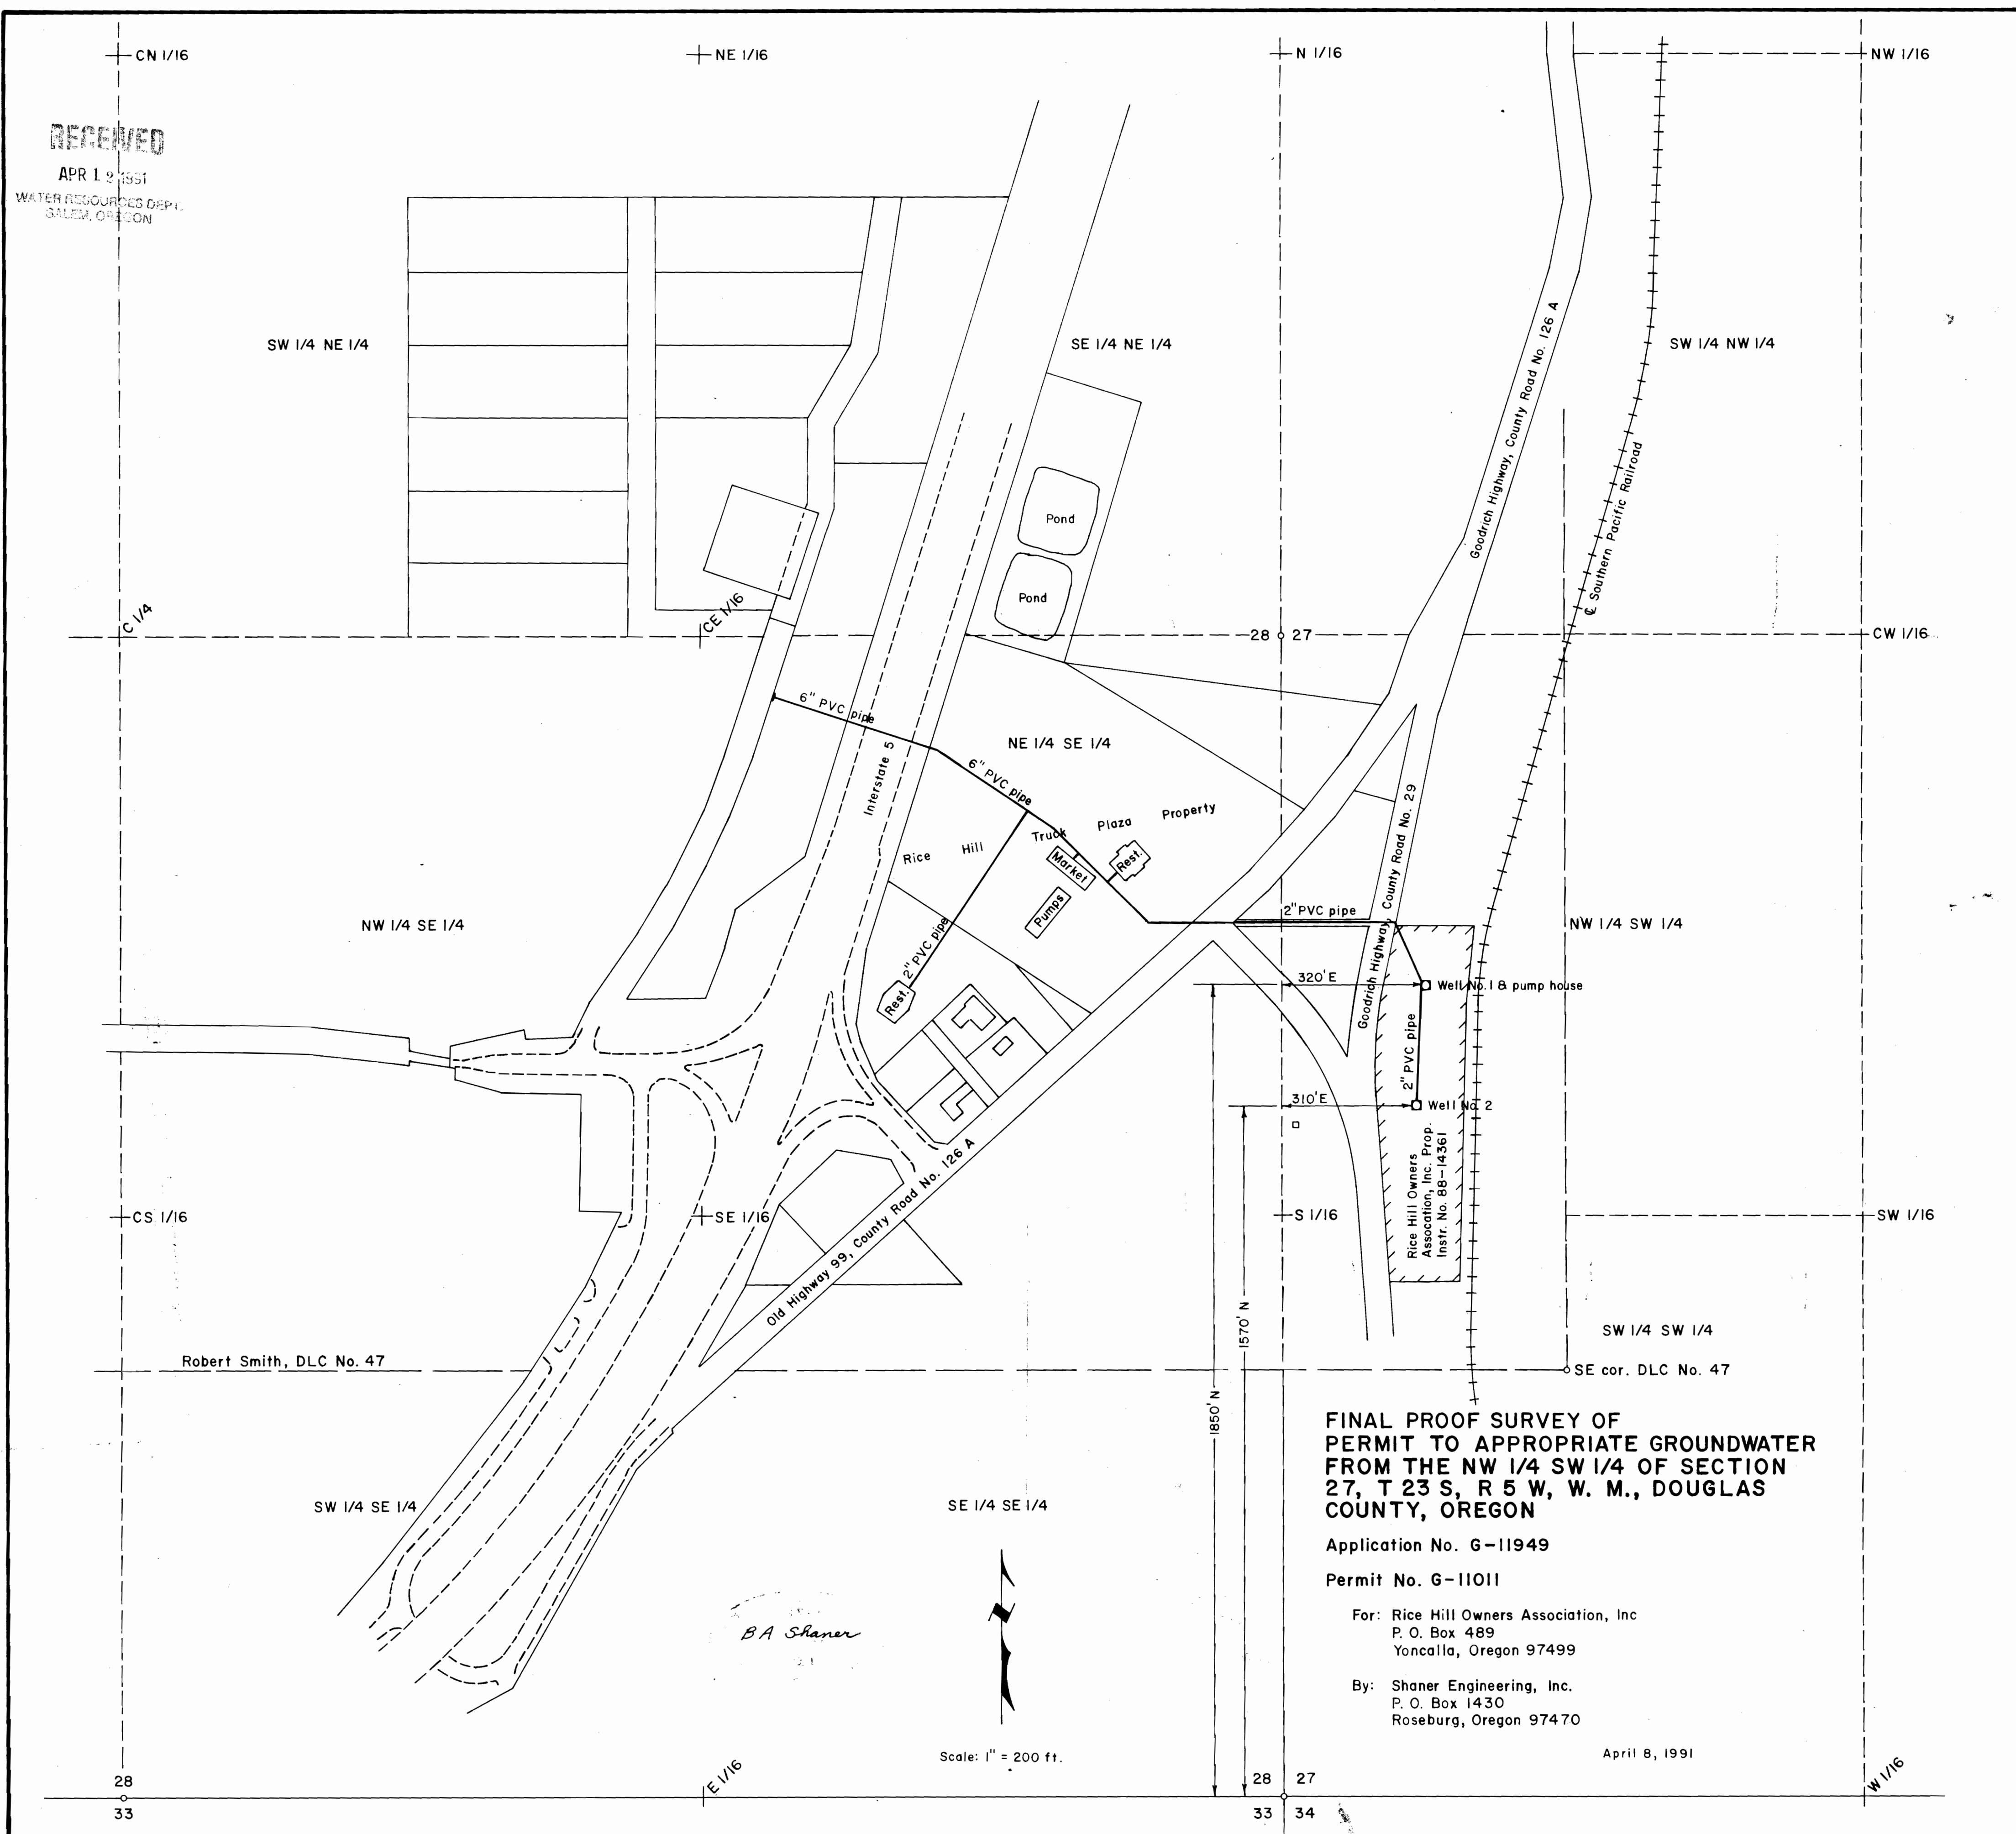 CN 1/16
NE 1/16
N 1/16
NW 1/16
RECEIVED
APR 12 1991
WATER RESOURCES DEPT.
SALEM, OREGON
SW 1/4 NE 1/4
SE 1/4 NE 1/4
Goodrich Highway, County Road No. 126 A
SW 1/4 NW 1/4
℄ Southern Pacific Railroad
Pond
Pond
C 1/4
CE 1/16
28 27
CW 1/16
6" PVC pipe
Interstate 5
NE 1/4 SE 1/4
6" PVC pipe
Rice Hill Truck Plaza Property
Market
Rest.
Pumps
2" PVC pipe
Rest.
NW 1/4 SE 1/4
2" PVC pipe
Goodrich Highway, County Road No. 29
NW 1/4 SW 1/4
320' E
Well No. 1 & pump house
2" PVC pipe
310' E
Well No. 2
Rice Hill Owners
Assocation, Inc. Prop.
Instr. No. 88-14361
CS 1/16
SE 1/16
S 1/16
SW 1/16
Old Highway 99, County Road No. 126 A
1850' N
1570' N
SW 1/4 SW 1/4
Robert Smith, DLC No. 47
SE cor. DLC No. 47
FINAL PROOF SURVEY OF
PERMIT TO APPROPRIATE GROUNDWATER
FROM THE NW 1/4 SW 1/4 OF SECTION
27, T 23 S, R 5 W, W. M., DOUGLAS
COUNTY, OREGON
SW 1/4 SE 1/4
SE 1/4 SE 1/4
Application No. G-11949
Permit No. G-11011
For: Rice Hill Owners Association, Inc
P. O. Box 489
Yoncalla, Oregon 97499
BA Shaner
By: Shaner Engineering, Inc.
P. O. Box 1430
Roseburg, Oregon 97470
Scale: 1" = 200 ft.
April 8, 1991
28
33
E 1/16
28 27
33 34
W 1/16